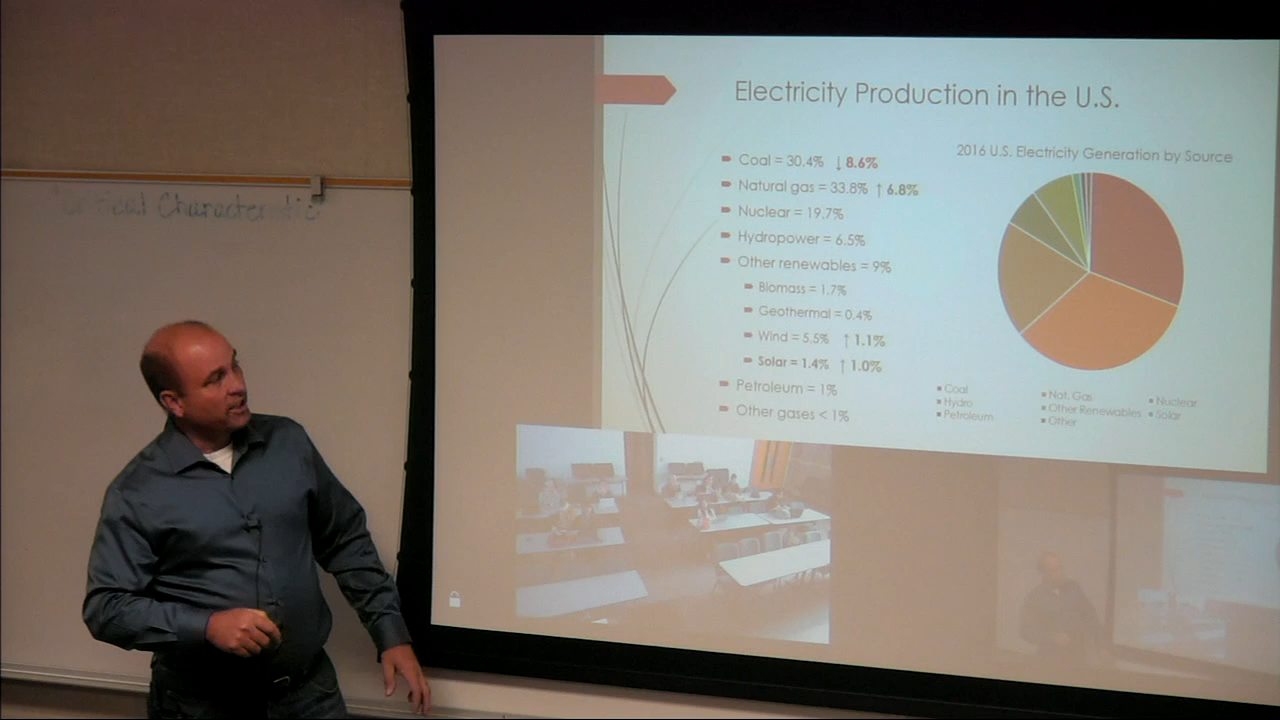 Electricity Production in the U.S.
Coal = 30.4% ↓ 8.6%
Natural gas = 33.8% ↑ 6.8%
Nuclear = 19.7%
Hydropower = 6.5%
Other renewables = 9%
Biomass = 1.7%
Geothermal = 0.4%
Wind = 5.5% ↑ 1.1%
Solar = 1.4% ↑ 1.0%
Petroleum = 1%
Other gases < 1%
2016 U.S. Electricity Generation by Source
Coal Nat. Gas Nuclear
Hydro Other Renewables Solar
Petroleum Other
Characteristic